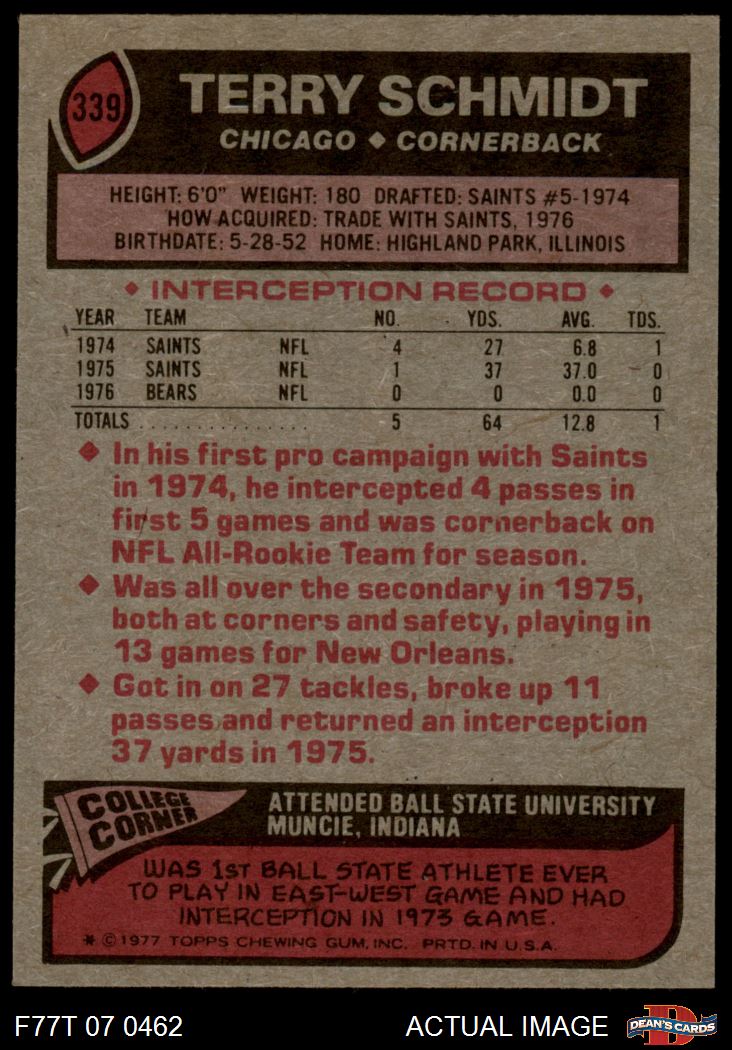 339
TERRY SCHMIDT
CHICAGO ◆ CORNERBACK
HEIGHT: 6'0" WEIGHT: 180 DRAFTED: SAINTS #5-1974
HOW ACQUIRED: TRADE WITH SAINTS, 1976
BIRTHDATE: 5-28-52 HOME: HIGHLAND PARK, ILLINOIS
◆ INTERCEPTION RECORD ◆
YEAR TEAM NO. YDS. AVG. TDS.
1974 SAINTS NFL 4 27 6.8 1
1975 SAINTS NFL 1 37 37.0 0
1976 BEARS NFL 0 0 0.0 0
TOTALS . . . . . . . . . . . . . . . . 5 64 12.8 1
◆ In his first pro campaign with Saints
in 1974, he intercepted 4 passes in
first 5 games and was cornerback on
NFL All-Rookie Team for season.
◆ Was all over the secondary in 1975,
both at corners and safety, playing in
13 games for New Orleans.
◆ Got in on 27 tackles, broke up 11
passes and returned an interception
37 yards in 1975.
COLLEGE
CORNER
ATTENDED BALL STATE UNIVERSITY
MUNCIE, INDIANA
WAS 1ST BALL STATE ATHLETE EVER
TO PLAY IN EAST-WEST GAME AND HAD
INTERCEPTION IN 1973 GAME.
* © 1977 TOPPS CHEWING GUM, INC. PRTD. IN U.S.A.
F77T 07 0462
ACTUAL IMAGE
DEAN'S CARDS